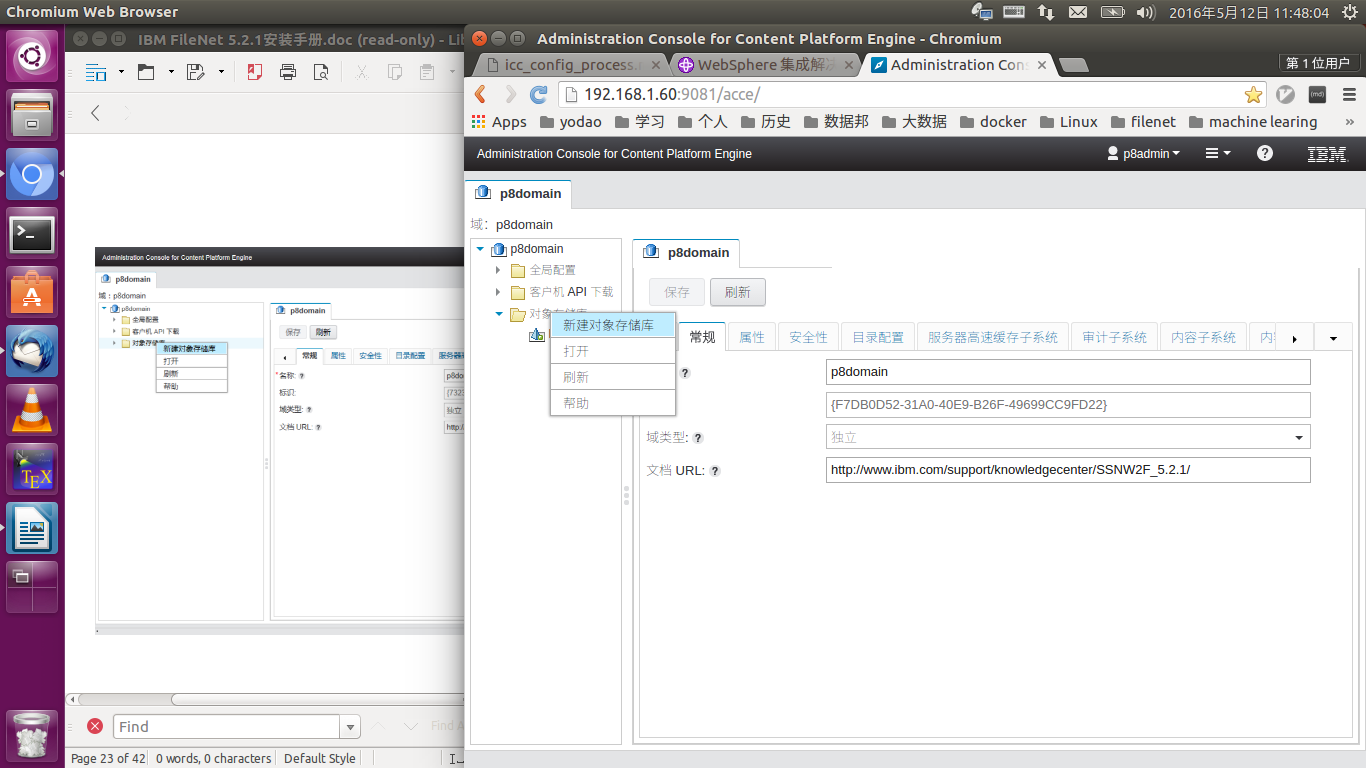 Chromium Web Browser
2016年5月12日 11:48:04
IBM FileNet 5.2.1安装手册.doc (read-only) - Lib
Administration Console for Content Platform Engine - Chromium
icc_config_process.
WebSphere 集成解决
Administration Cons
第 1 位用户
192.168.1.60:9081/acce/
Apps
yodao
学习
个人
历史
数据邦
大数据
docker
Linux
filenet
machine learing
»
Administration Console for Content Platform Engine
p8admin
?
IBM
p8domain
域: p8domain
p8domain
全局配置
客户机 API 下载
对象存储库
新建对象存储库
打开
刷新
帮助
p8domain
保存
刷新
常规
属性
安全性
目录配置
服务器高速缓存子系统
审计子系统
内容子系统
p8domain
{F7DB0D52-31A0-40E9-B26F-49699CC9FD22}
域类型: ?
独立
文档 URL: ?
http://www.ibm.com/support/knowledgecenter/SSNW2F_5.2.1/
Administration Console for Content Platform Engine
p8domain
域：p8domain
p8domain
全局配置
客户机 API 下载
对象存储库
新建对象存储库
打开
刷新
帮助
p8domain
保存
刷新
常规
属性
安全性
目录配置
服务器
*名称: ?
p8do
标识:
{7323
域类型: ?
独立
文档 URL: ?
http:/
Find
Find A
Page 23 of 42
0 words, 0 characters
Default Style